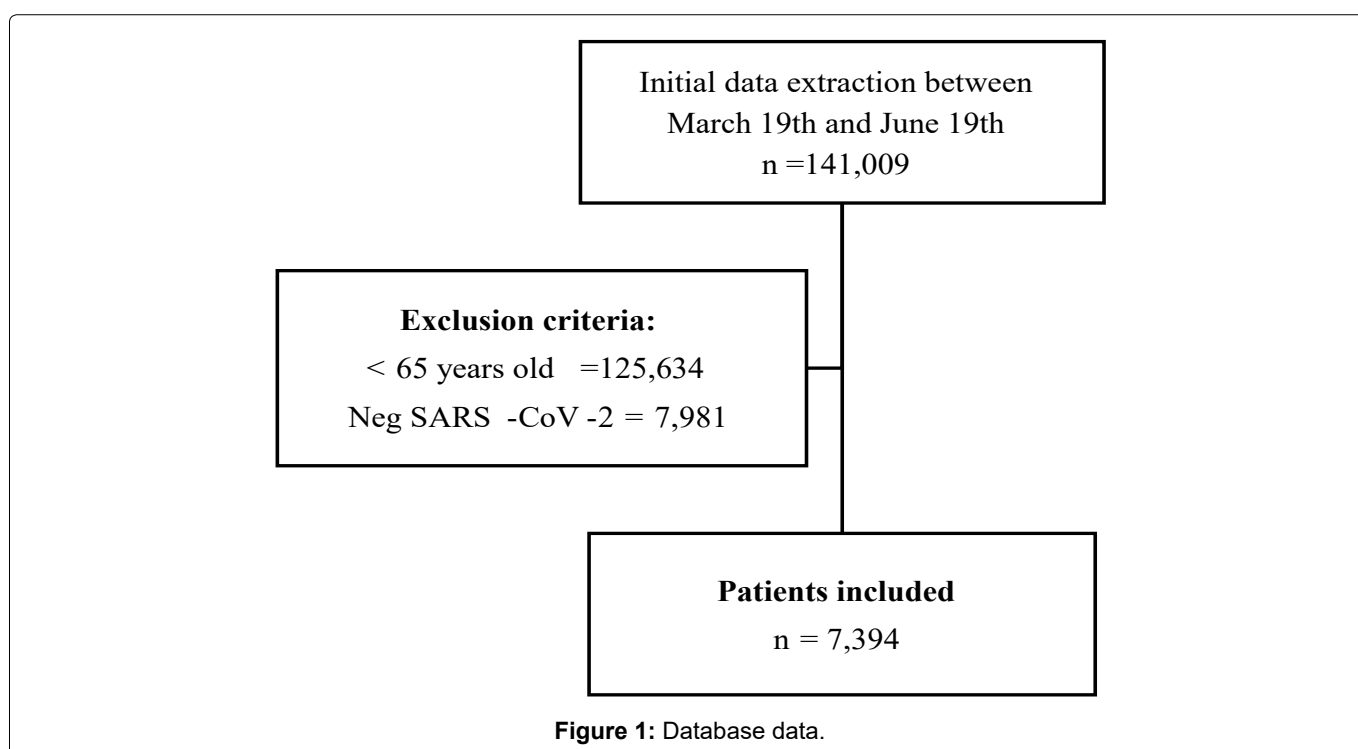 Initial data extraction between
March 19th and June 19th
n =141,009
Exclusion criteria:
< 65 years old =125,634
Neg SARS -CoV -2 = 7,981
Patients included
n = 7,394
Figure 1: Database data.